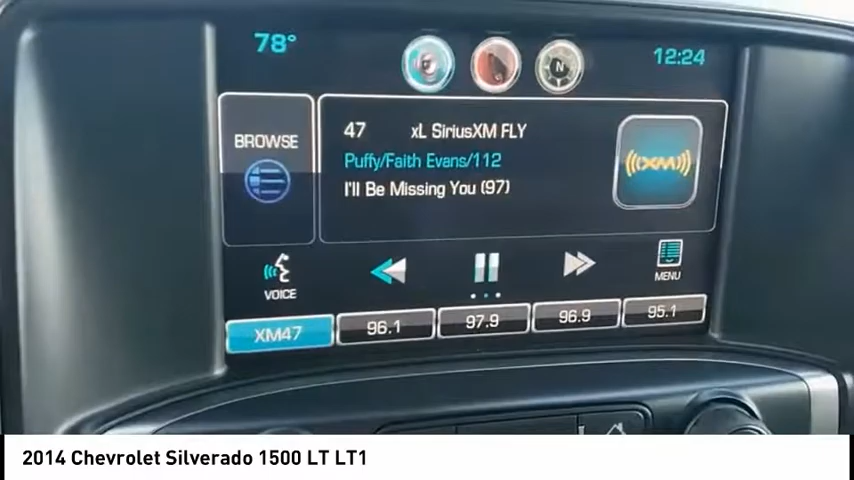 78°
N
12:24
BROWSE
47 xL SiriusXM FLY
Puffy/Faith Evans/112
I'll Be Missing You (97)
((XM))
VOICE
MENU
XM47 96.1 97.9 96.9 95.1
2014 Chevrolet Silverado 1500 LT LT1